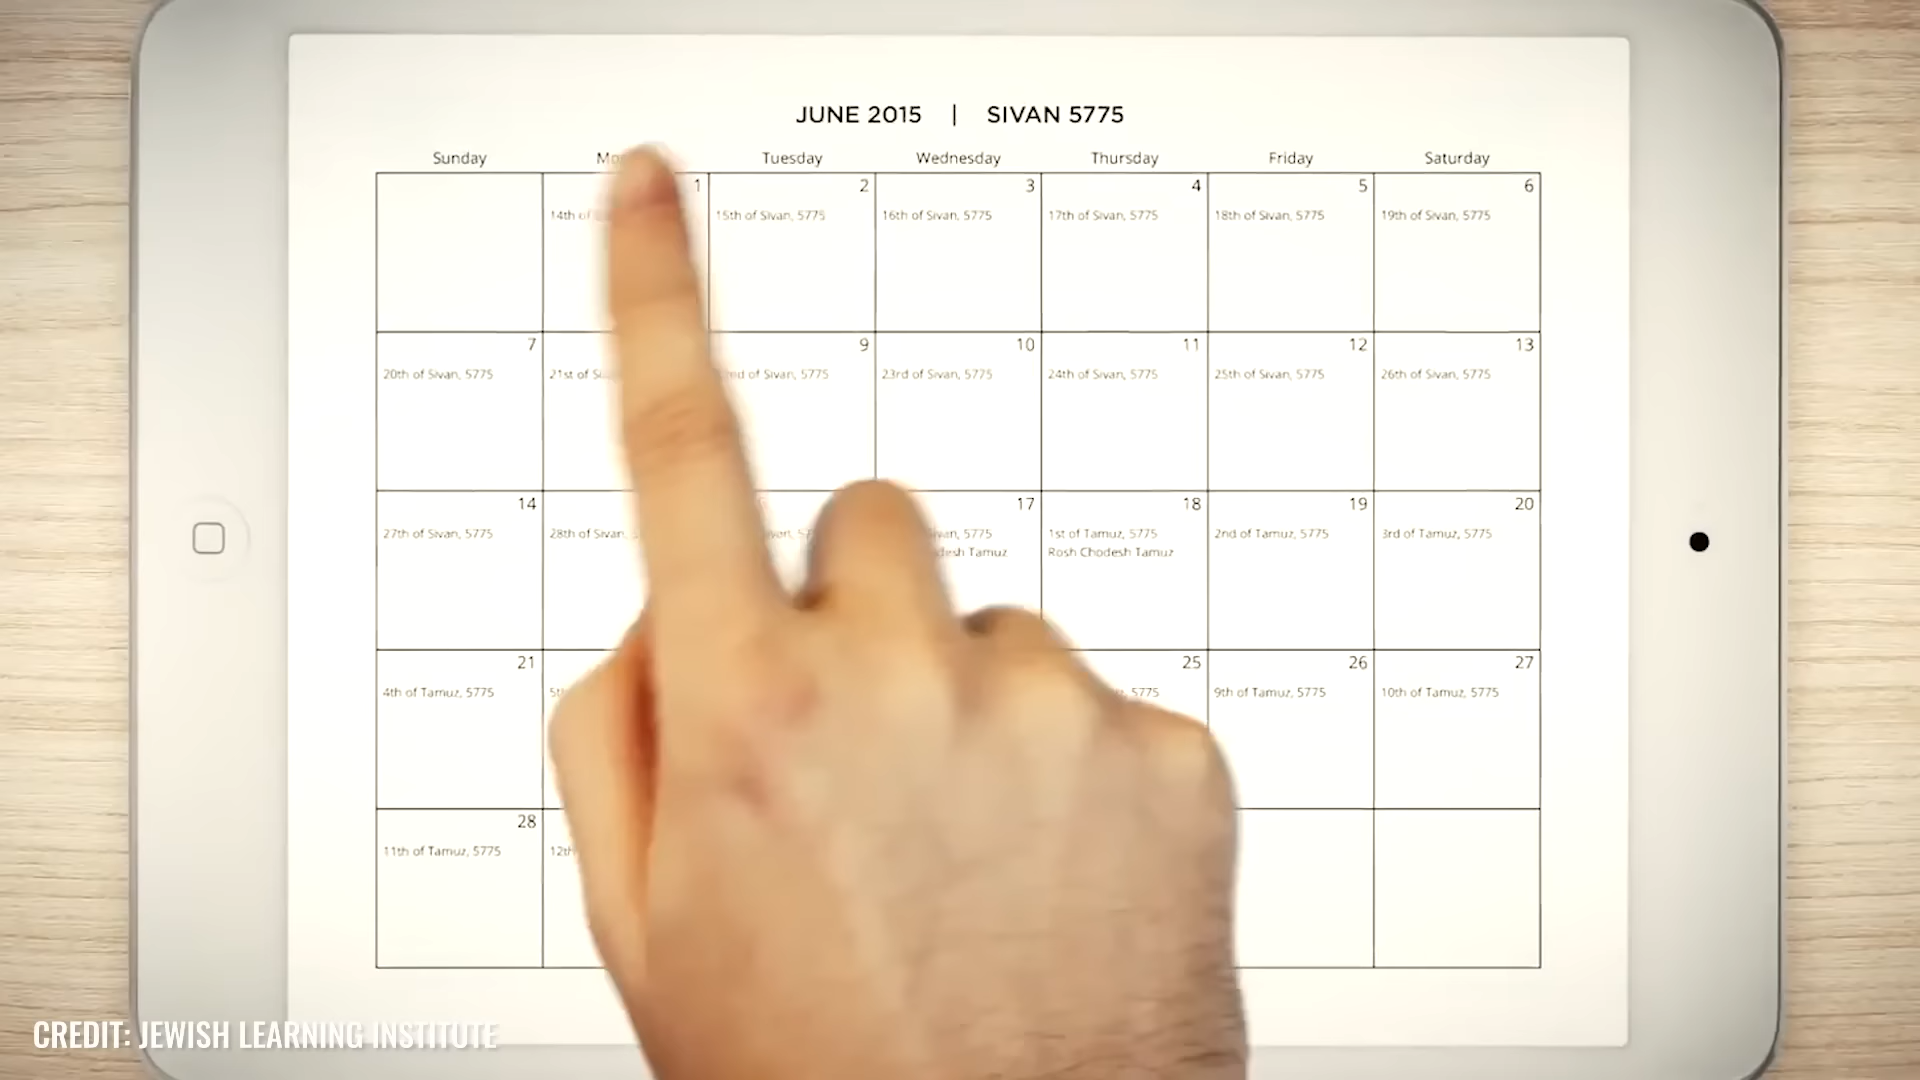 JUNE 2015 | SIVAN 5775
Sunday Tuesday Wednesday Thursday Friday Saturday
1 2 3 4 5 6
14th of 15th of Sivan, 5775 16th of Sivan, 5775 17th of Sivan, 5775 18th of Sivan, 5775 19th of Sivan, 5775
7 9 10 11 12 13
20th of Sivan, 5775 21st of of Sivan, 5775 23rd of Sivan, 5775 24th of Sivan, 5775 25th of Sivan, 5775 26th of Sivan, 5775
14 17 18 19 20
27th of Sivan, 5775 28th of Sivan, 5775 1st of Tamuz, 5775 2nd of Tamuz, 5775 3rd of Tamuz, 5775
Tamuz Rosh Chodesh Tamuz
21 25 26 27
4th of Tamuz, 5775 5775 9th of Tamuz, 5775 10th of Tamuz, 5775
28
11th of Tamuz, 5775 12th
CREDIT: JEWISH LEARNING INSTITUTE